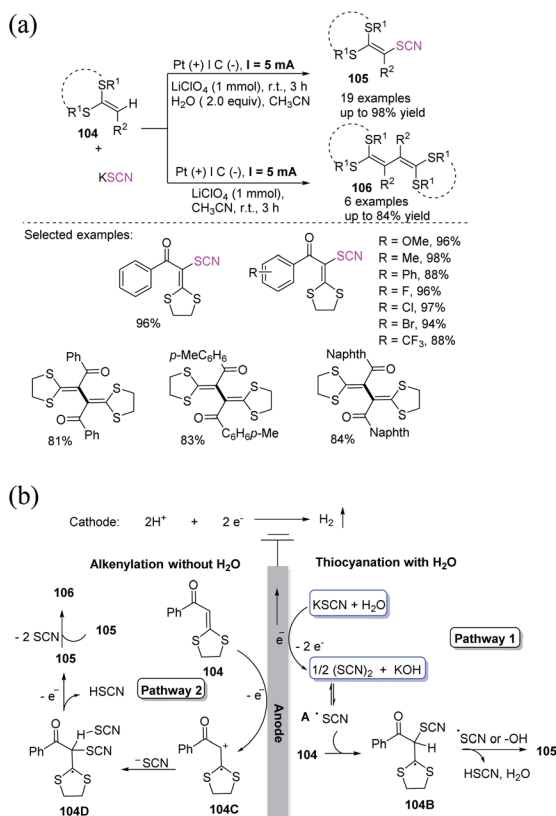 (a)
SR¹
R¹S
H
R²
104
+
KSCN
Pt (+) I C (-), I = 5 mA
LiClO₄ (1 mmol), r.t., 3 h
H₂O ( 2.0 equiv), CH₃CN
SR¹
R¹S
SCN
R²
105
19 examples
up to 98% yield
Pt (+) I C (-), I = 5 mA
LiClO₄ (1 mmol)
CH₃CN, r.t., 3 h
SR¹
R¹S
R²
R²
SR¹
SR¹
106
6 examples
up to 84% yield
Selected examples:
O
SCN
S
S
96%
R
O
SCN
S
S
R = OMe, 96%
R = Me, 98%
R = Ph, 88%
R = F, 96%
R = Cl, 97%
R = Br, 94%
R = CF₃, 88%
Ph
O
S
S
S
S
O
Ph
81%
p-MeC6H₆
O
S
S
S
S
O
C₆H₆p-Me
83%
Naphth
O
S
S
S
S
O
Naphth
84%
(b)
Cathode: 2H⁺ + 2 e⁻ H₂
Alkenylation without H₂O
Thiocyanation with H₂O
106
- 2 SCN
105
105
- e⁻
HSCN
Pathway 2
O
Ph
S
S
104
- e⁻
Anode
e⁻
KSCN + H₂O
- 2 e⁻
Pathway 1
1/2 (SCN)₂ + KOH
A •SCN
104
O
SCN
Ph
H
S
S
104B
•SCN or -OH
HSCN, H₂O
105
O
H
SCN
SCN
Ph
S
S
104D
⁻SCN
O
Ph
+
S
S
104C